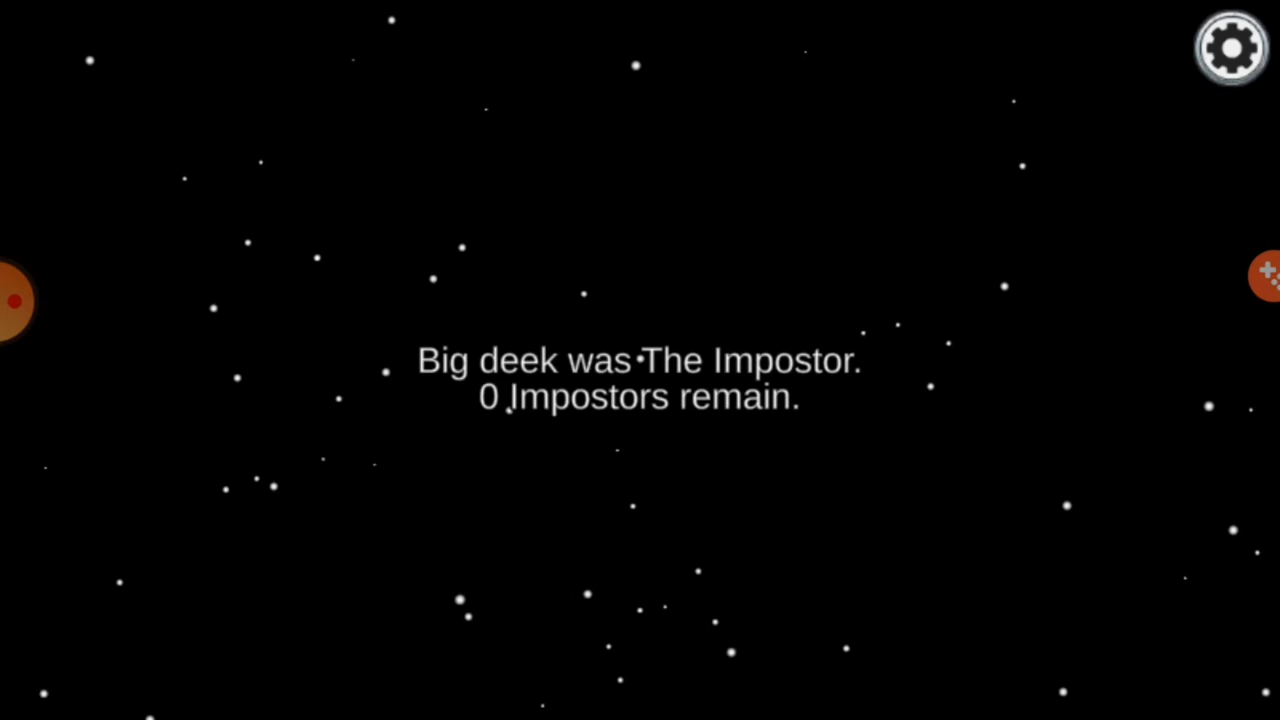 Big deek was The Impostor.
0 Impostors remain.